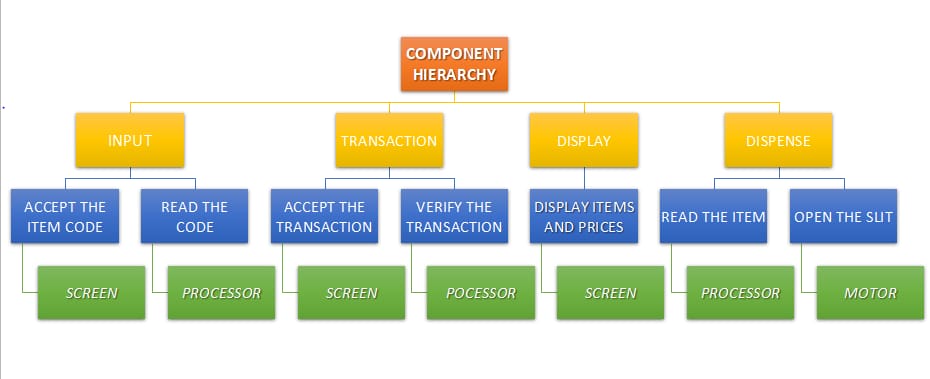 COMPONENT
HIERARCHY
INPUT
TRANSACTION
DISPLAY
DISPENSE
ACCEPT THE
ITEM CODE
READ THE
CODE
ACCEPT THE
TRANSACTION
VERIFY THE
TRANSACTION
DISPLAY ITEMS
AND PRICES
READ THE ITEM
OPEN THE SLIT
SCREEN
PROCESSOR
SCREEN
POCESSOR
SCREEN
PROCESSOR
MOTOR